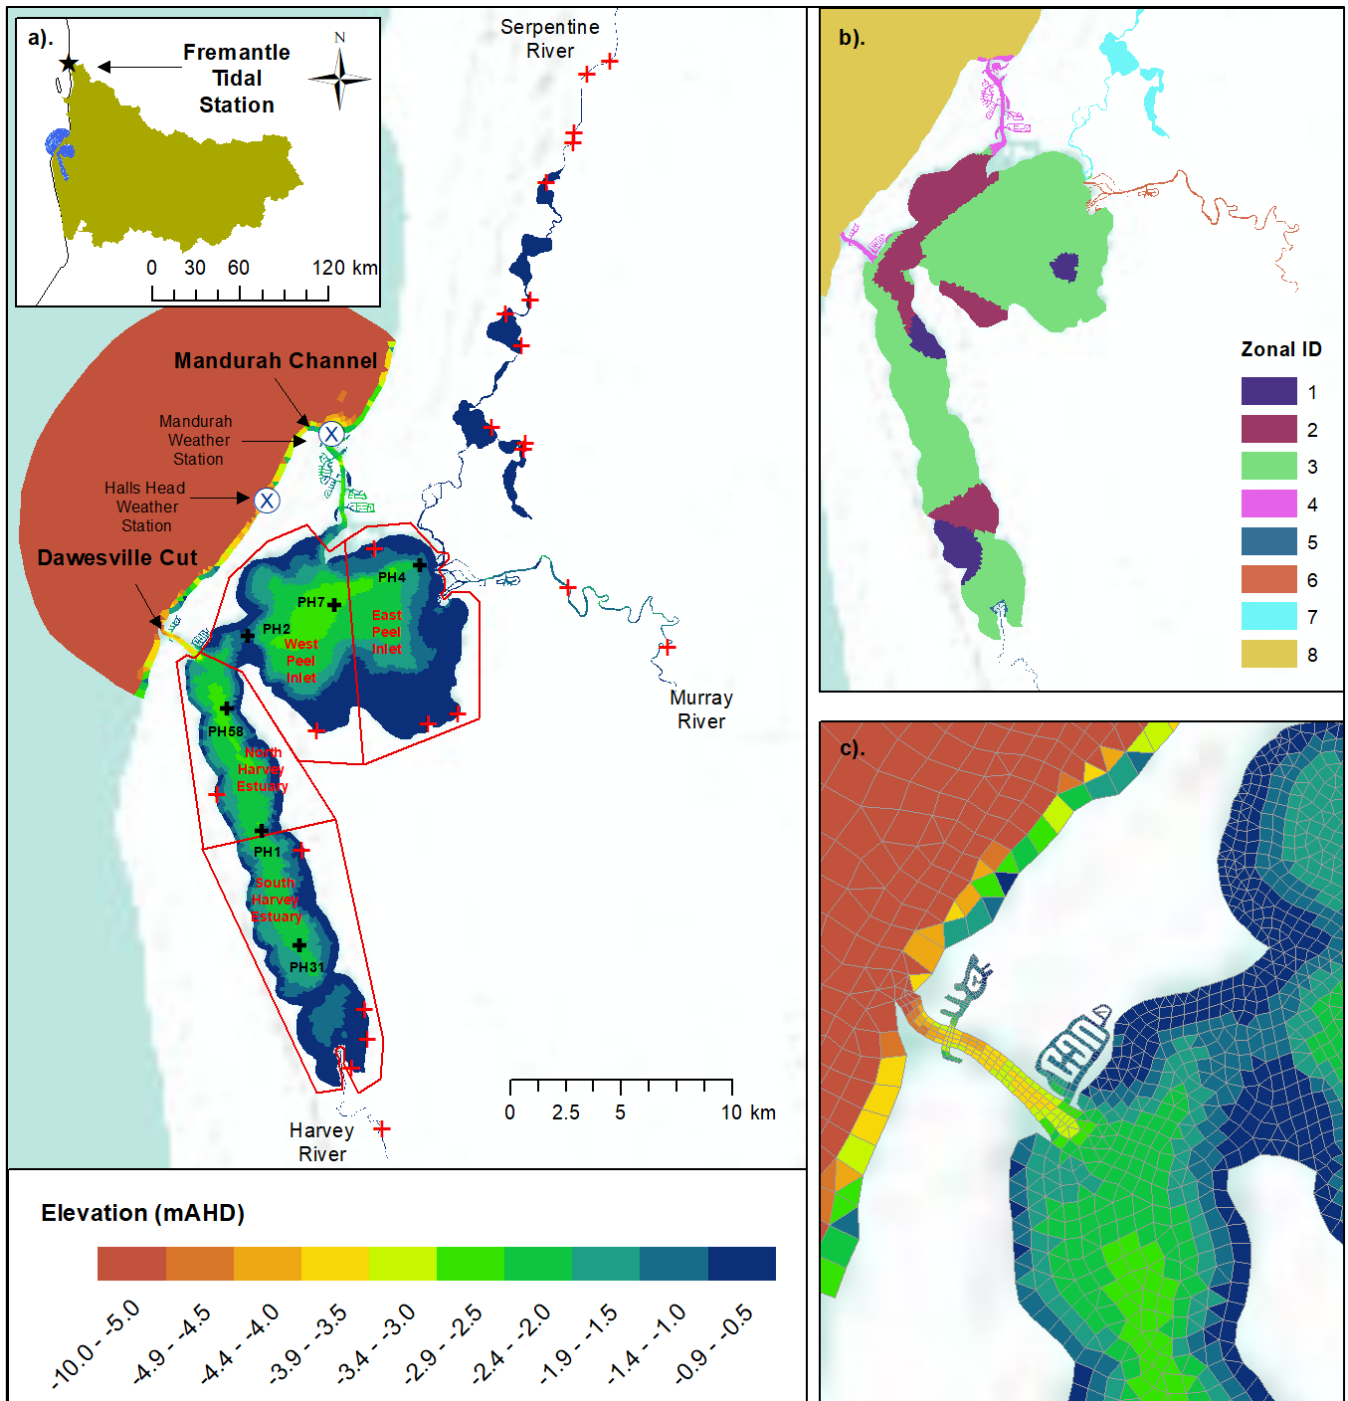 a).
Fremantle
Tidal
Station
N
0 30 60 120 km
Serpentine
River
Mandurah Channel
Mandurah
Weather
Station
X
Halls Head
Weather
Station
X
Dawesville Cut
PH4
PH7
PH2
East
Peel
Inlet
West
Peel
Inlet
Murray
River
PH58
North
Harvey
Estuary
PH1
South
Harvey
Estuary
PH31
0 2.5 5 10 km
Harvey
River
Elevation (mAHD)
-10.0 - -5.0
-4.9 - -4.5
-4.4 - -4.0
-3.9 - -3.5
-3.4 - -3.0
-2.9 - -2.5
-2.4 - -2.0
-1.9 - -1.5
-1.4 - -1.0
-0.9 - -0.5
b).
Zonal ID
1
2
3
4
5
6
7
8
c).